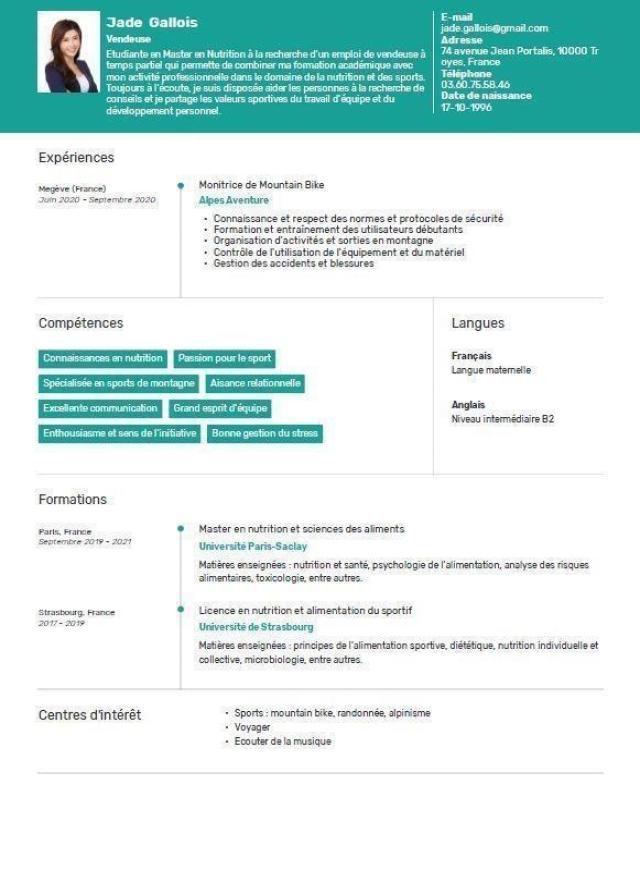 Jade Gallois
Vendeuse
Etudiante en Master en Nutrition à la recherche d'un emploi de vendeuse à
temps partiel qui permette de combiner ma formation académique avec
mon activité professionnelle dans le domaine de la nutrition et des sports.
Toujours à l'écoute, je suis disposée aider les personnes à la recherche de
conseils et je partage les valeurs sportives du travail d'équipe et du
développement personnel.
E-mail
jade.gallois@gmail.com
Adresse
74 avenue Jean Portalis, 10000 Tr
oyes, France
Téléphone
03.60.75.58.46
Date de naissance
17-10-1996
Expériences
Megève (France)
Juin 2020 - Septembre 2020
Monitrice de Mountain Bike
Alpes Aventure
• Connaissance et respect des normes et protocoles de sécurité
• Formation et entraînement des utilisateurs débutants
• Organisation d'activités et sorties en montagne
• Contrôle de l'utilisation de l'équipement et du matériel
• Gestion des accidents et blessures
Compétences
Connaissances en nutrition Passion pour le sport
Spécialisée en sports de montagne Aisance relationnelle
Excellente communication Grand esprit d'équipe
Enthousiasme et sens de l'initiative Bonne gestion du stress
Langues
Français
Langue maternelle
Anglais
Niveau intermédiaire B2
Formations
Paris, France
Septembre 2019 - 2021
Master en nutrition et sciences des aliments
Université Paris-Saclay
Matières enseignées : nutrition et santé, psychologie de l'alimentation, analyse des risques
alimentaires, toxicologie, entre autres.
Strasbourg, France
2017 - 2019
Licence en nutrition et alimentation du sportif
Université de Strasbourg
Matières enseignées : principes de l'alimentation sportive, diététique, nutrition individuelle et
collective, microbiologie, entre autres.
Centres d'intérêt
• Sports : mountain bike, randonnée, alpinisme
• Voyager
• Ecouter de la musique